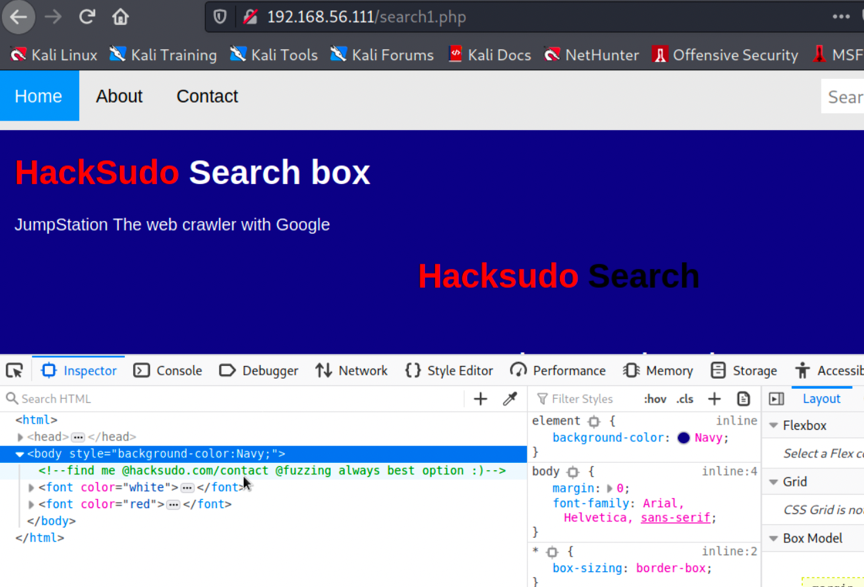 192.168.56.111/search1.php
Kali Linux Kali Training Kali Tools Kali Forums Kali Docs NetHunter Offensive Security MSF
Home About Contact Sear
HackSudo Search box
JumpStation The web crawler with Google
Hacksudo Search
Inspector Console Debugger Network Style Editor Performance Memory Storage Accessib
Search HTML
Filter Styles :hov .cls Layout
<html>
<head> </head>
<body style="background-color:Navy;">
<!--find me @hacksudo.com/contact @fuzzing always best option :)-->
<font color="white"> </font>
<font color="red"> </font>
</body>
</html>
element { inline
background-color: Navy;
}
body { inline:4
margin: 0;
font-family: Arial,
Helvetica, sans-serif;
}
* { inline:2
box-sizing: border-box;
}
Flexbox
Select a Flex c
Grid
CSS Grid is no
Box Model